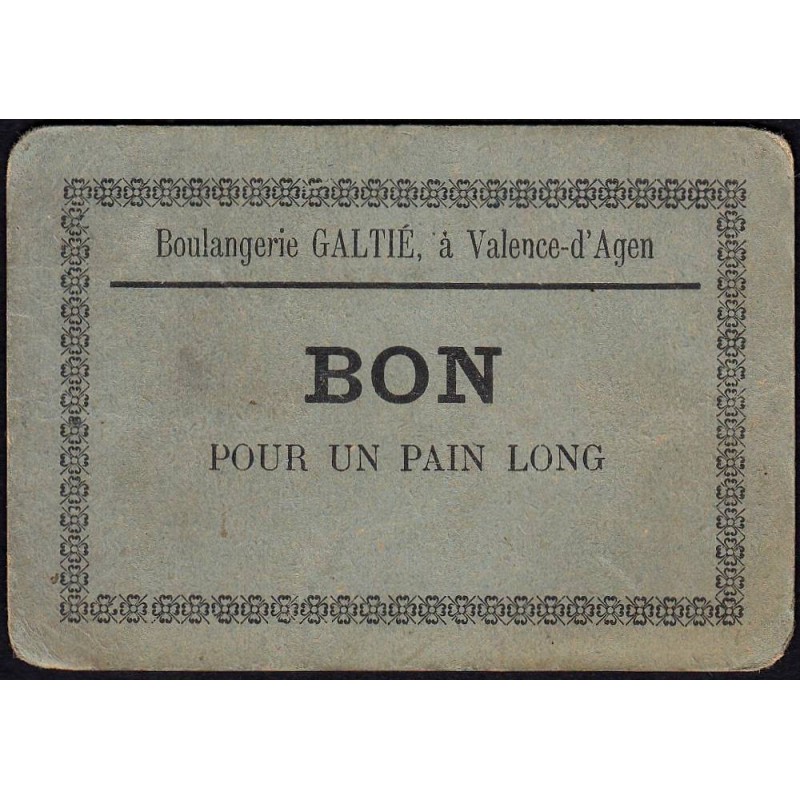 Boulangerie GALTIÉ, à Valence-d'Agen
BON
POUR UN PAIN LONG